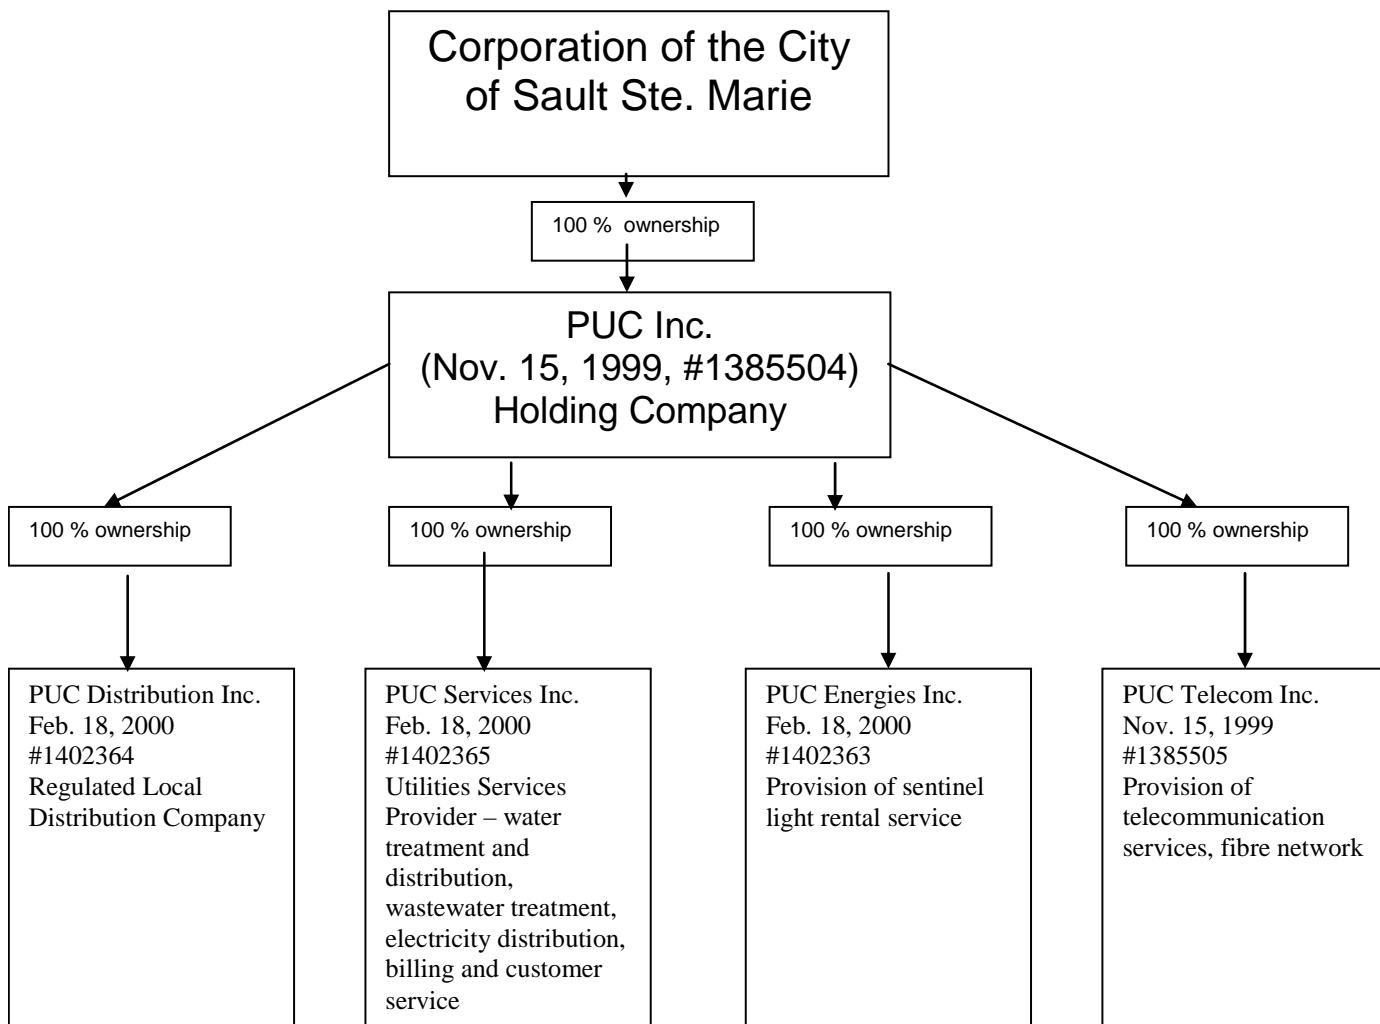 Corporation of the City
of Sault Ste. Marie
100 % ownership
PUC Inc.
(Nov. 15, 1999, #1385504)
Holding Company
100 % ownership
100 % ownership
100 % ownership
100 % ownership
PUC Distribution Inc.
Feb. 18, 2000
#1402364
Regulated Local
Distribution Company
PUC Services Inc.
Feb. 18, 2000
#1402365
Utilities Services
Provider – water
treatment and
distribution,
wastewater treatment,
electricity distribution,
billing and customer
service
PUC Energies Inc.
Feb. 18, 2000
#1402363
Provision of sentinel
light rental service
PUC Telecom Inc.
Nov. 15, 1999
#1385505
Provision of
telecommunication
services, fibre network